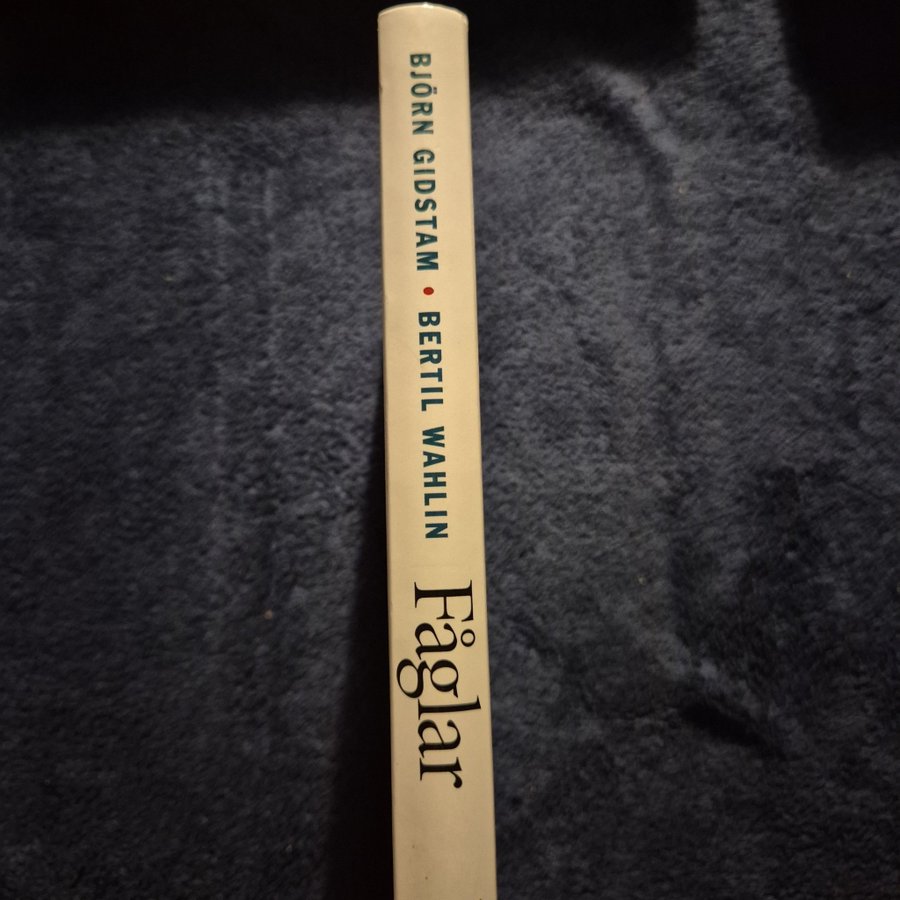 BJÖRN GIDSTAM • BERTIL WAHLIN
Fåglar